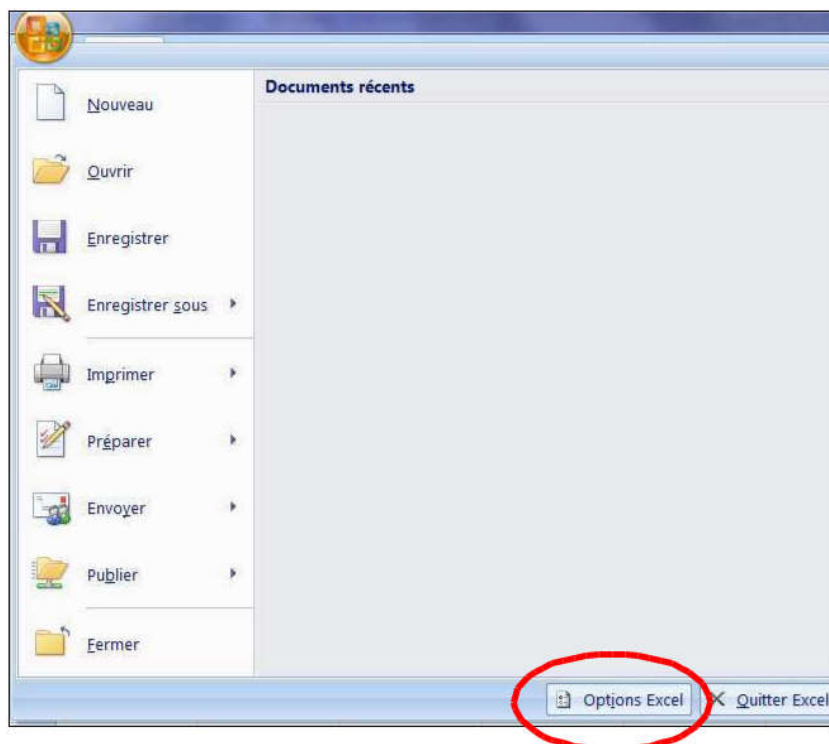 Documents récents
Nouveau
Ouvrir
Enregistrer
Enregistrer sous
Imprimer
Préparer
Envoyer
Publier
Fermer
Options Excel
Quitter Excel